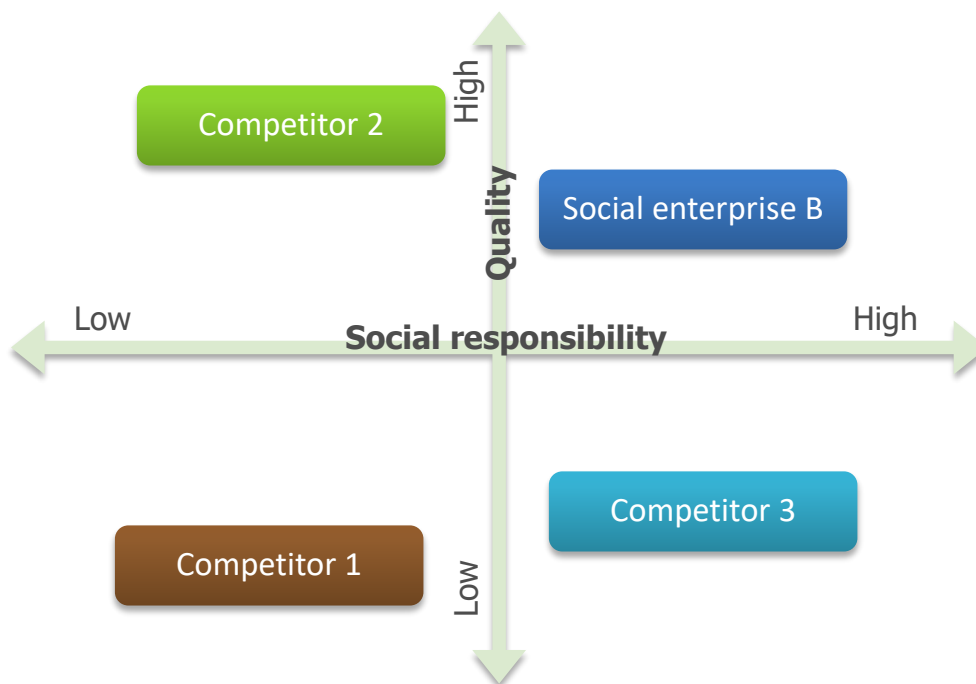 High
Competitor 2
Quality
Social enterprise B
Low
High
Social responsibility
Competitor 3
Competitor 1
Low